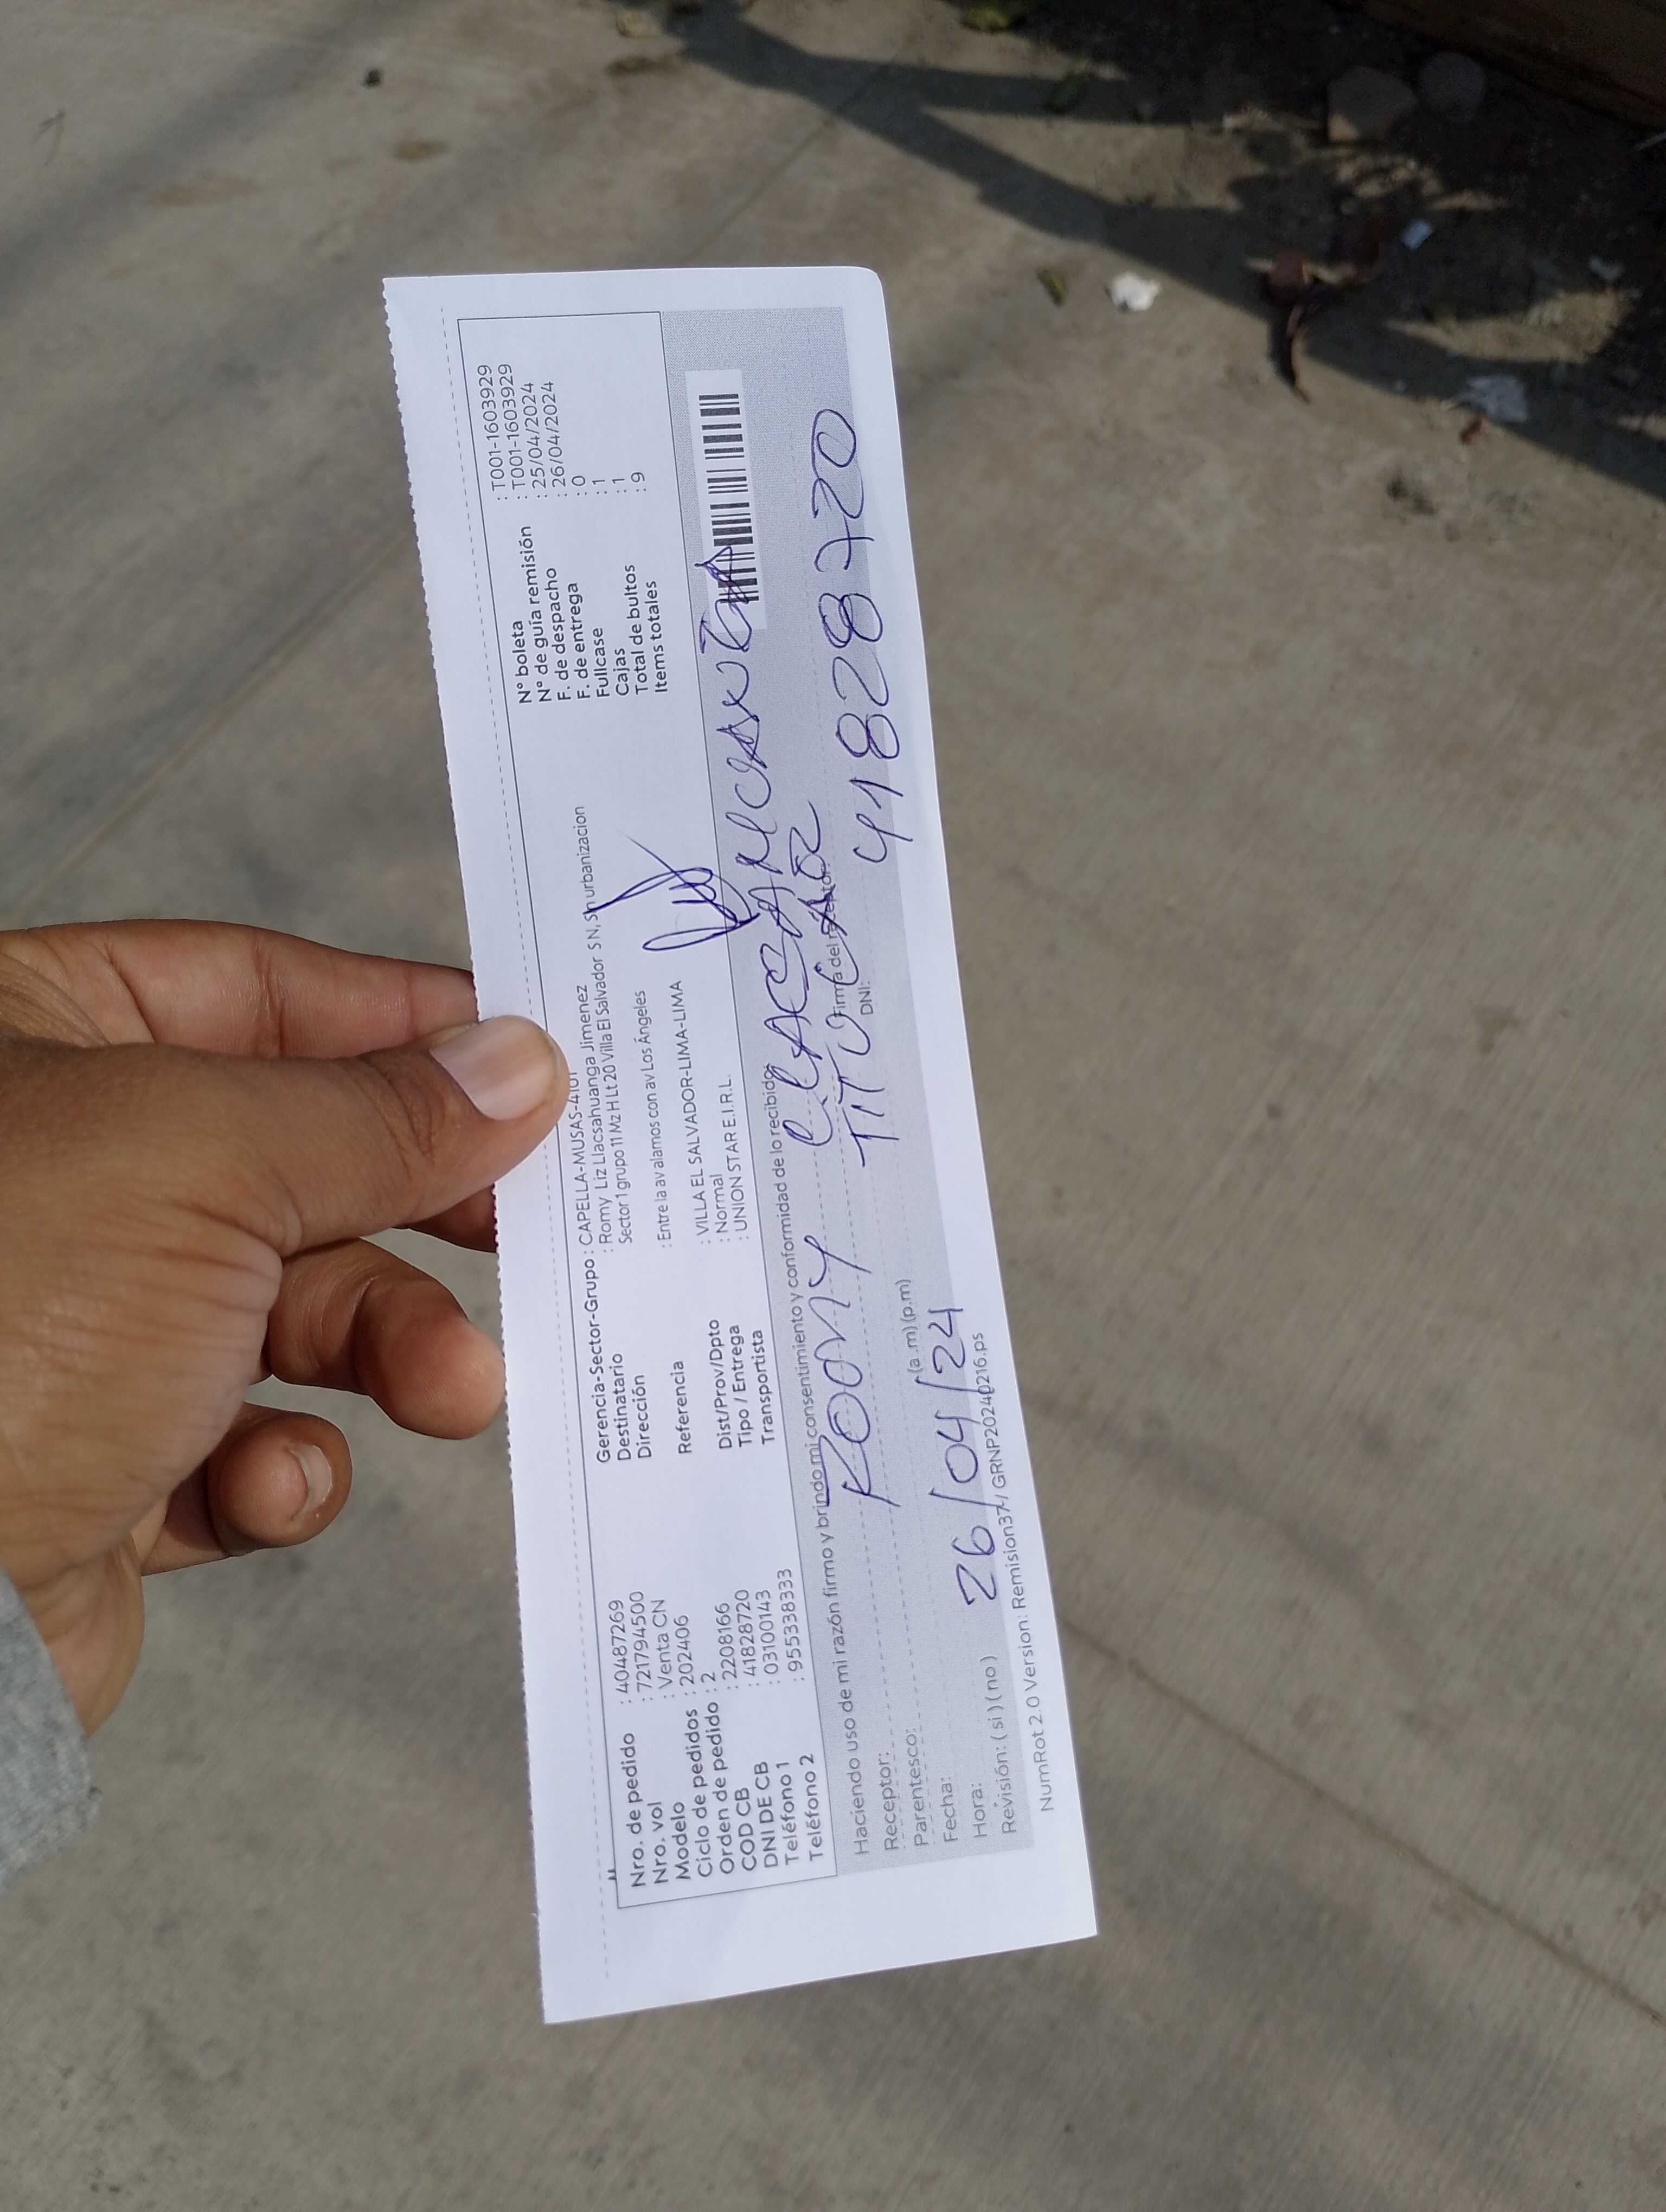 Nro. de pedido : 40487269
Nro. vol : 721794500
Modelo : Venta CN
Ciclo de pedidos : 202406
Orden de pedido : 2
COD CB : 2208166
DNI DE CB : 41828720
Teléfono 1 : 03100143
Teléfono 2 : 955338333
Gerencia-Sector-Grupo : CAPELLA-MUSAS-4101
Destinatario : Romy Liz Llacsahuanga Jimenez
Dirección Sector 1 grupo 11 Mz H Lt 20 Villa El Salvador S N, Sin urbanizacion
Referencia : Entre la av alamos con av Los Ángeles
Dist/Prov/Dpto : VILLA EL SALVADOR-LIMA-LIMA
Tipo / Entrega : Normal
Transportista : UNION STAR E.I.R.L.
N° boleta : T001-1603929
N° de guía remisión : T001-1603929
F. de despacho : 25/04/2024
F. de entrega : 26/04/2024
Fullcase : 0
Cajas : 1
Total de bultos : 1
Items totales : 9
Haciendo uso de mi razón firmo y brindo mi consentimiento y conformidad de lo recibido
Receptor:
Parentesco: TITULAR
Firma del receptor
Fecha: 26/04/24
DNI: 41828720
Hora: (a.m) (p.m)
Revisión: ( si ) ( no )
NumRot 2.0 Version: Remision37 / GRNP20240216.ps